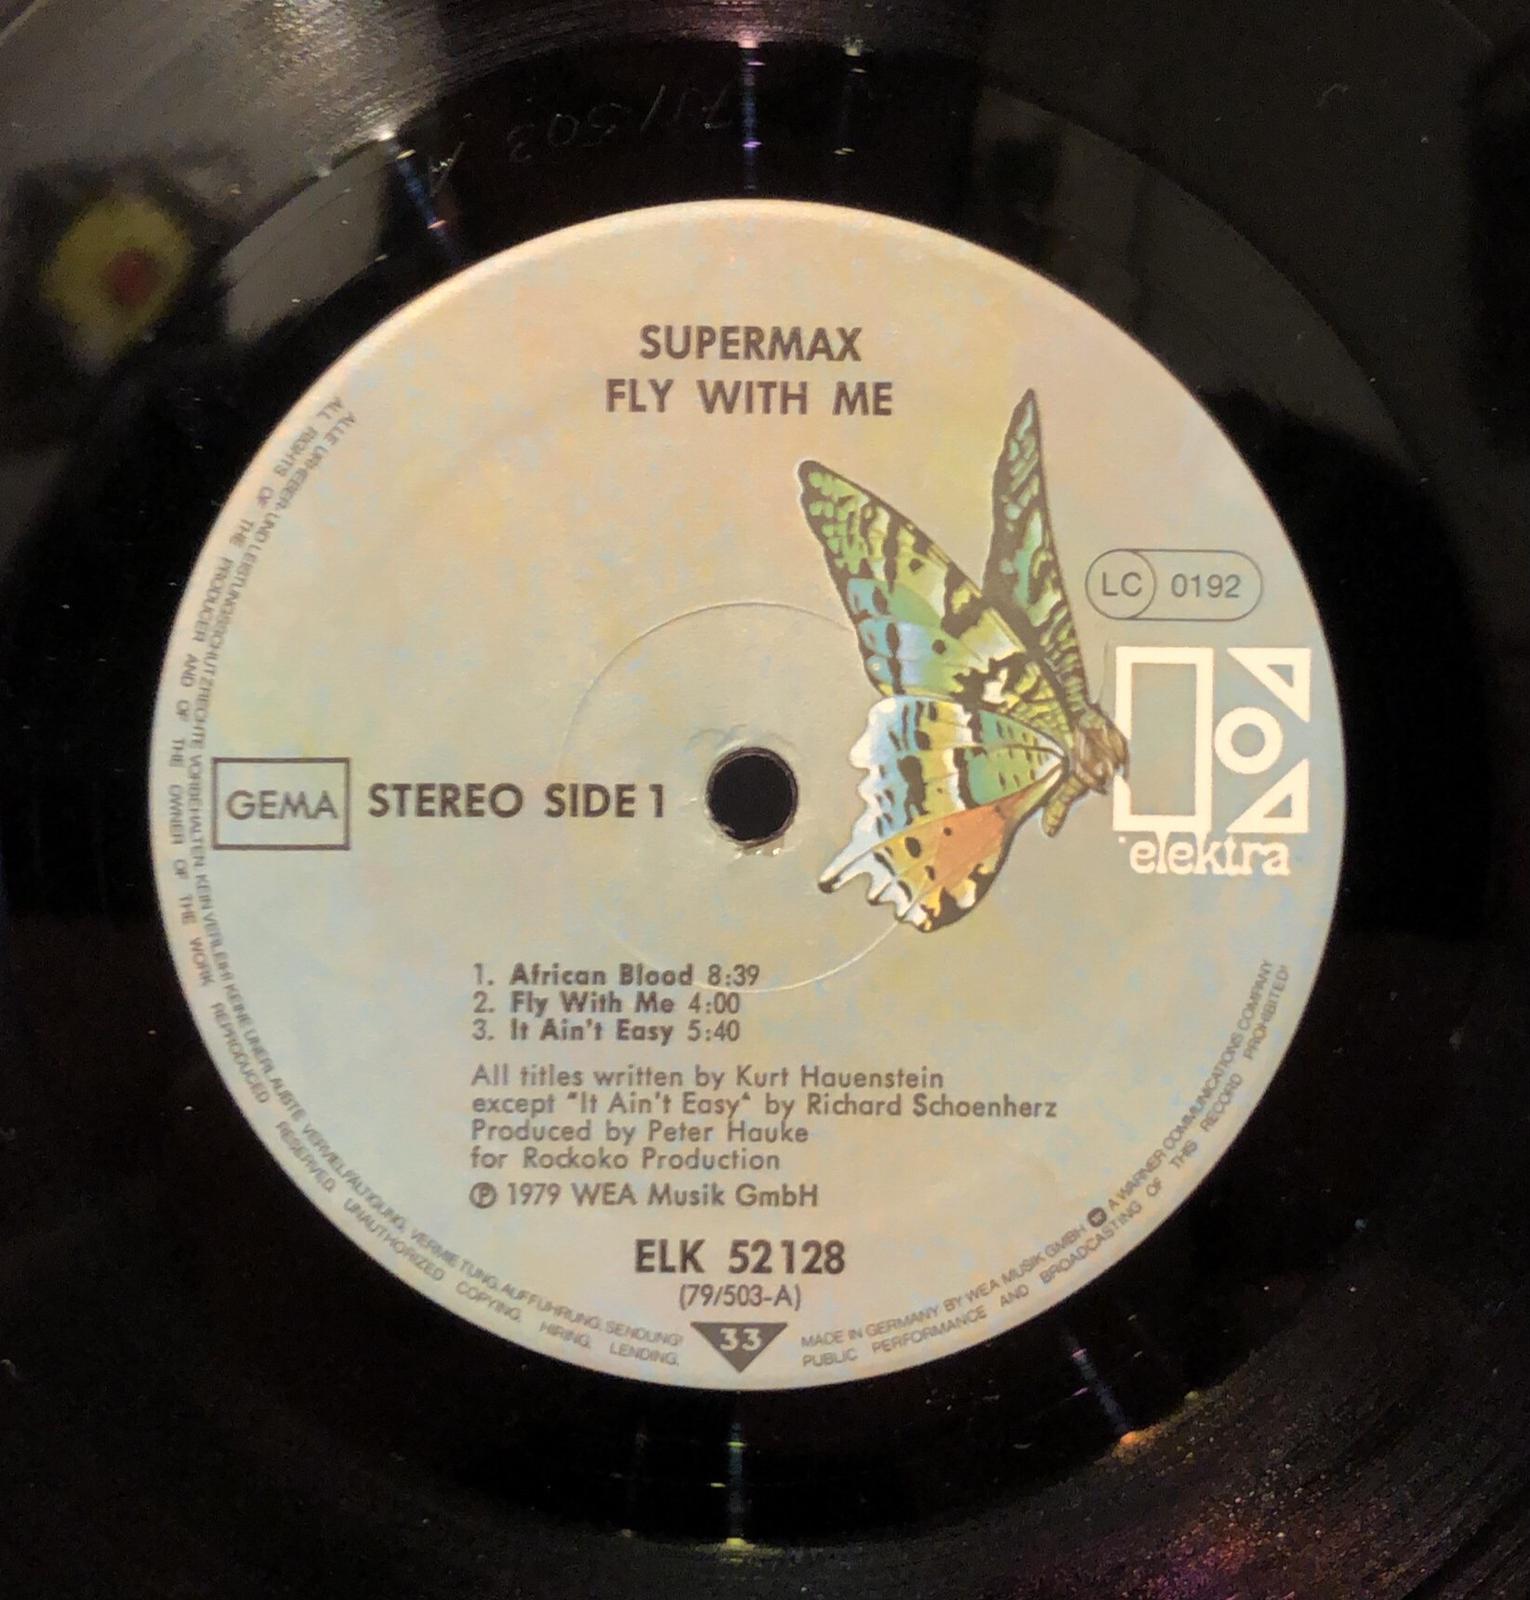 79/503 A
SUPERMAX
FLY WITH ME
LC 0192
elektra
GEMA STEREO SIDE 1
1. African Blood 8:39
2. Fly With Me 4:00
3. It Ain't Easy 5:40
All titles written by Kurt Hauenstein
except "It Ain't Easy" by Richard Schoenherz
Produced by Peter Hauke
for Rockoko Production
℗ 1979 WEA Musik GmbH
ELK 52 128
(79/503-A)
33
ALLE URHEBER- UND LEISTUNGSSCHUTZRECHTE VORBEHALTEN. KEIN VERLEIH! KEINE UNERLAUBTE VERVIELFÄLTIGUNG, VERMIETUNG, AUFFÜHRUNG, SENDUNG!
ALL RIGHTS OF THE PRODUCER AND OF THE OWNER OF THE WORK REPRODUCED RESERVED. UNAUTHORIZED COPYING, HIRING, LENDING,
MADE IN GERMANY BY WEA MUSIK GMBH A WARNER COMMUNICATIONS COMPANY
PUBLIC PERFORMANCE AND BROADCASTING OF THIS RECORD PROHIBITED!